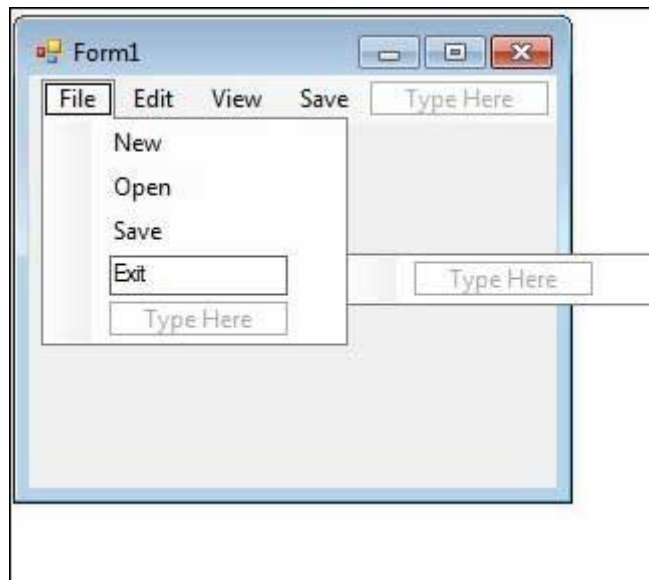 Form1
File Edit View Save Type Here
New
Open
Save
Exit Type Here
Type Here